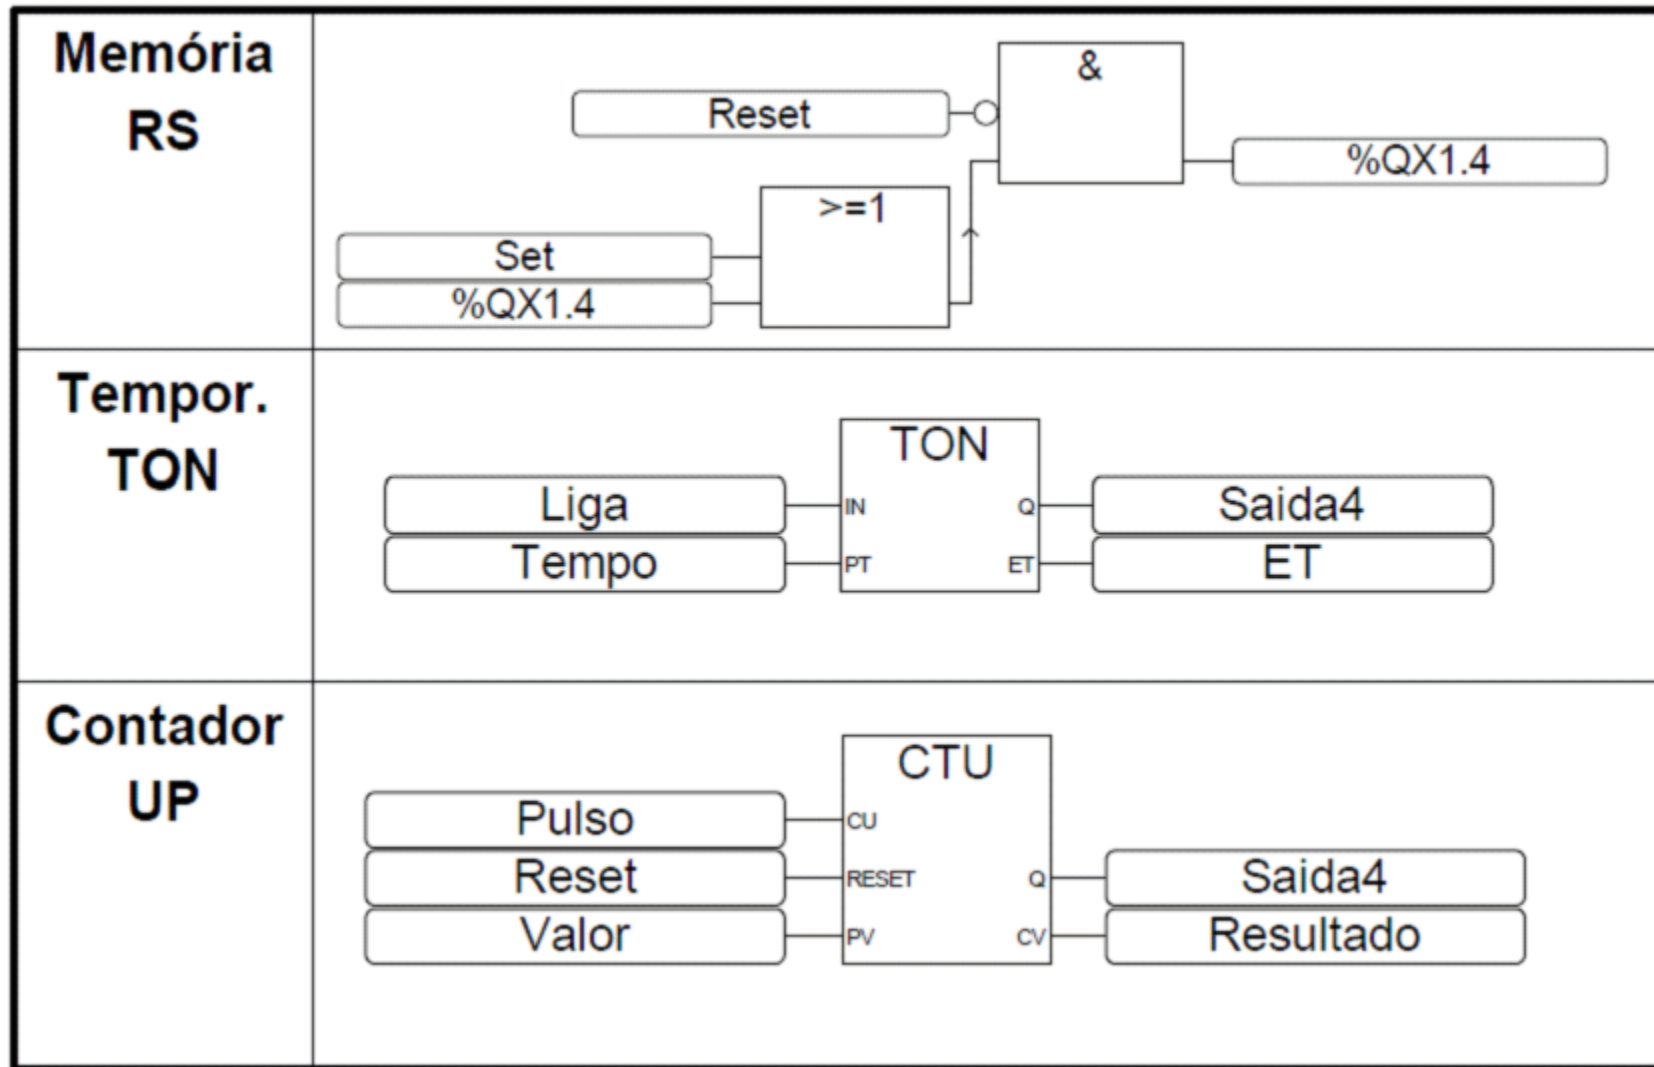 Memória
RS
&
Reset
%QX1.4
>=1
Set
%QX1.4
Tempor.
TON
TON
Liga
IN
Q
Saida4
Tempo
PT
ET
ET
Contador
UP
CTU
Pulso
CU
Reset
RESET
Q
Saida4
Valor
PV
CV
Resultado